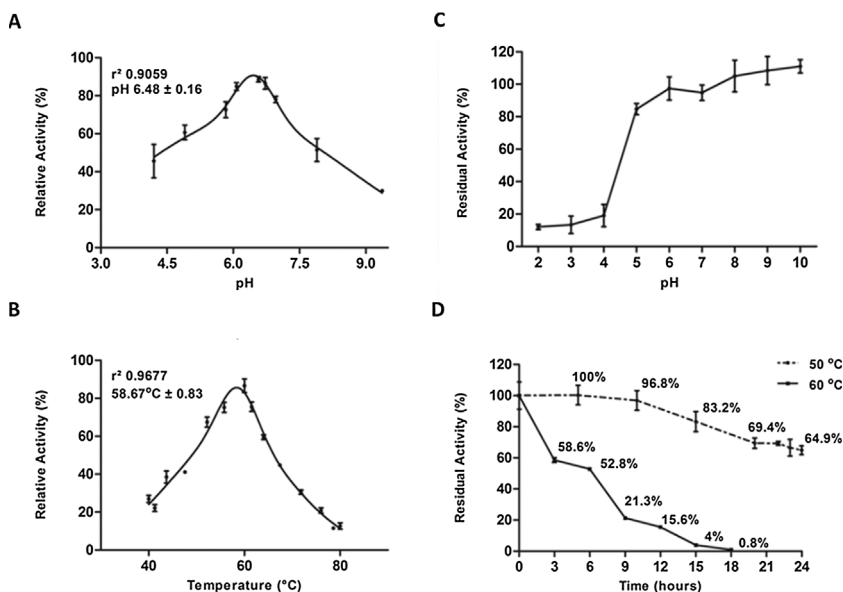 A
r² 0.9059
pH 6.48 ± 0.16
Relative Activity (%)
100
80
60
40
20
0
3.0 4.5 6.0 7.5 9.0
pH
C
Residual Activity (%)
120
100
80
60
40
20
0
2 3 4 5 6 7 8 9 10
pH
B
r² 0.9677
58.67°C ± 0.83
Relative Activity (%)
100
80
60
40
20
0
40 60 80
Temperature (°C)
D
50 °C
60 °C
Residual Activity (%)
120
100
80
60
40
20
0
100%
96.8%
83.2%
69.4%
64.9%
58.6%
52.8%
21.3%
15.6%
4%
0.8%
0 3 6 9 12 15 18 21 24
Time (hours)